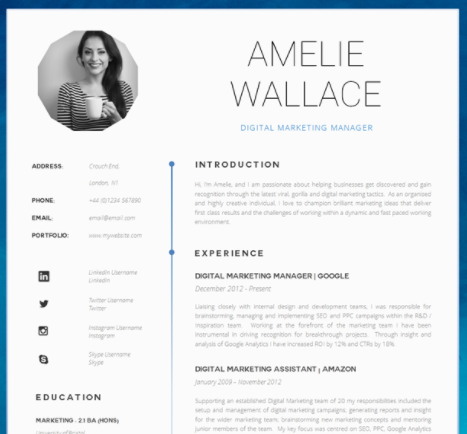 AMELIE
WALLACE
DIGITAL MARKETING MANAGER
ADDRESS:
Crouch End,
London, N1
PHONE:
+44 (0)1234 567890
EMAIL:
email@email.com
PORTFOLIO:
www.mywebsite.com
LinkedIn Username
LinkedIn
Twitter Username
Twitter
Instagram Username
Instagram
Skype Username
Skype
EDUCATION
MARKETING - 2:1 BA (HONS)
INTRODUCTION
Hi, I'm Amelie, and I am passionate about helping businesses get discovered and gain
recognition through the latest viral, gorilla and digital marketing tactics. As an organised
and highly creative individual, I love to champion brilliant marketing ideas that deliver
first class results and the challenges of working within a dynamic and fast paced working
environment.
EXPERIENCE
DIGITAL MARKETING MANAGER | GOOGLE
December 2012 - Present
Liaising closely with internal design and development teams, I was responsible for
brainstorming, managing and implementing SEO and PPC campaigns within the R&D /
inspiration team. Working at the forefront of the marketing team I have been
instrumental in driving recognition for breakthrough projects. Through insight and
analysis of Google Analytics I have increased ROI by 12% and CTRs by 18%.
DIGITAL MARKETING ASSISTANT | AMAZON
January 2009 – November 2012
Supporting an established Digital Marketing team of 20 my responsibilities included the
setup and management of digital marketing campaigns, generating reports and insight
for the wider marketing team, brainstorming new marketing concepts and mentoring
junior members of the team. My key focus was centred on SEO, PPC, Google Analytics